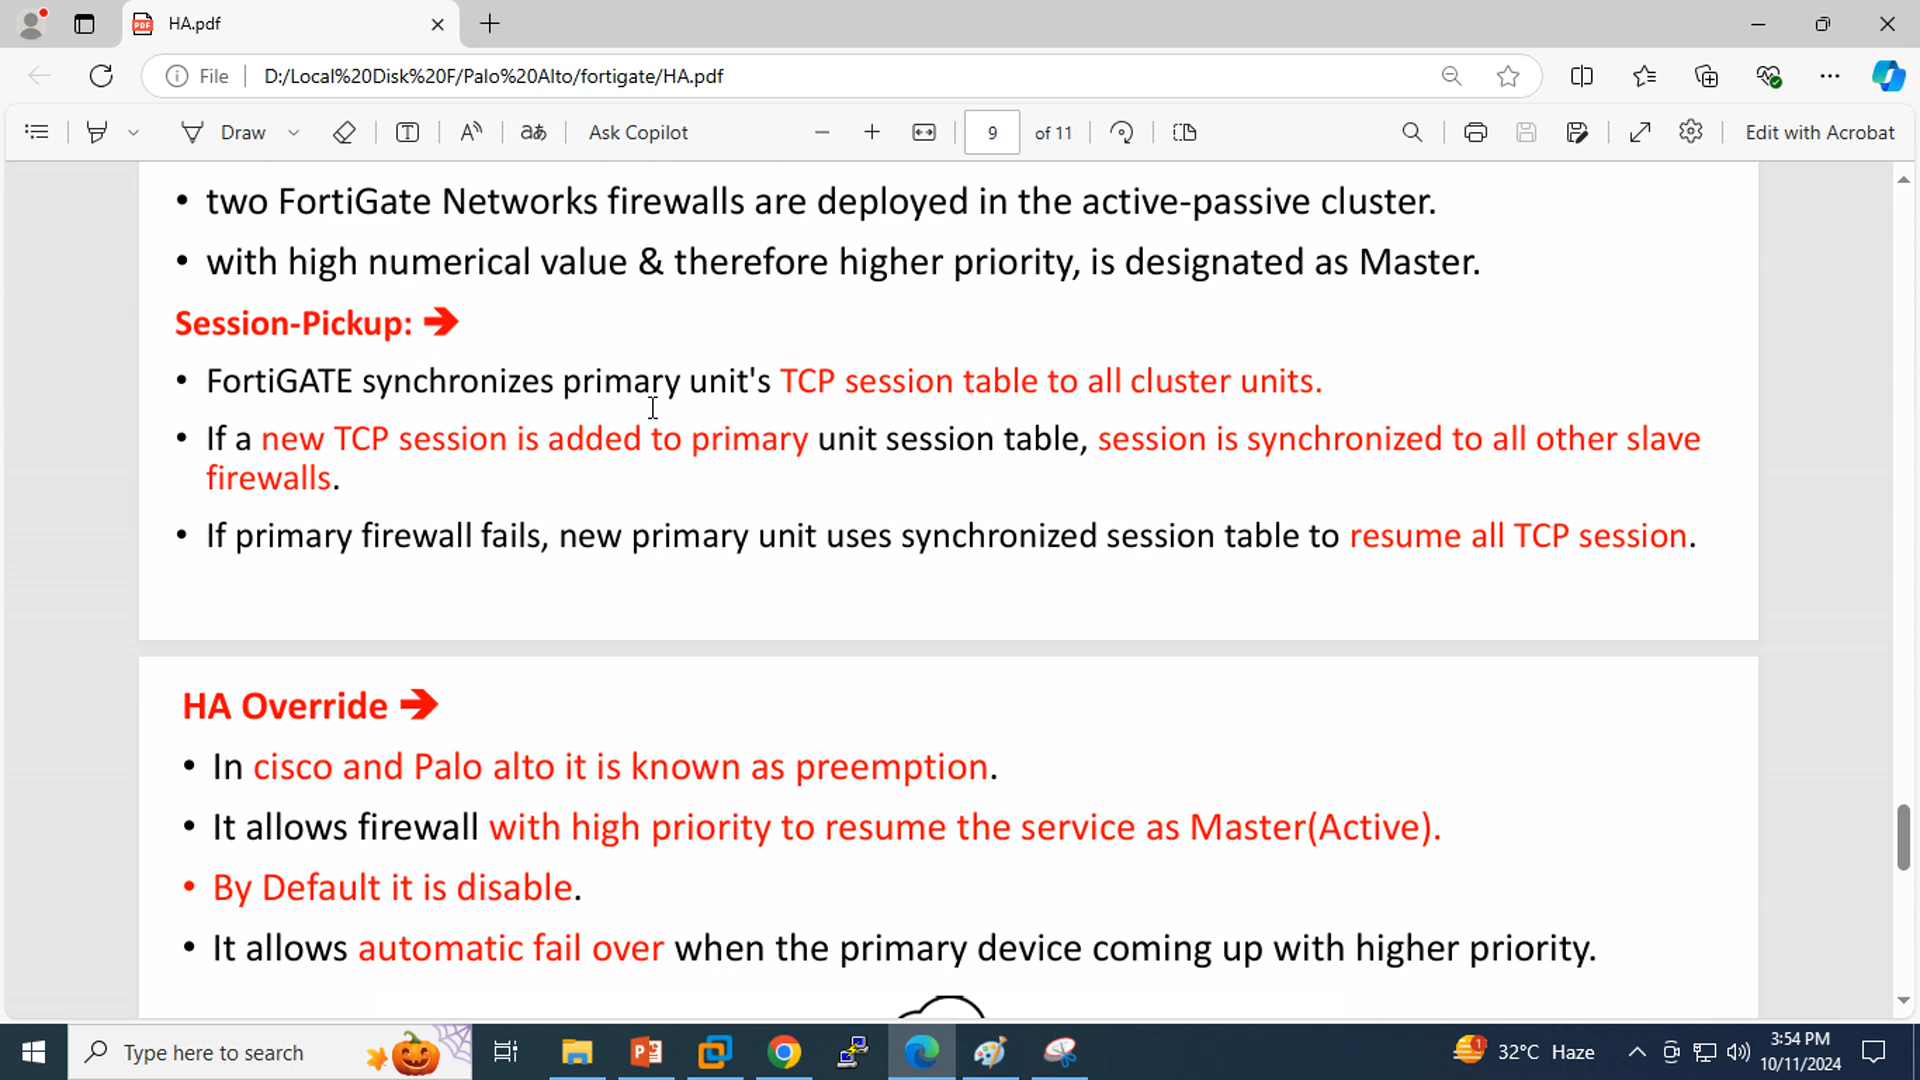 HA.pdf
File
D:/Local%20Disk%20F/Palo%20Alto/fortigate/HA.pdf
Draw
Ask Copilot
9
of 11
Edit with Acrobat
• two FortiGate Networks firewalls are deployed in the active-passive cluster.
• with high numerical value & therefore higher priority, is designated as Master.
Session-Pickup: ➔
• FortiGATE synchronizes primary unit's TCP session table to all cluster units.
• If a new TCP session is added to primary unit session table, session is synchronized to all other slave
firewalls.
• If primary firewall fails, new primary unit uses synchronized session table to resume all TCP session.
HA Override ➔
• In cisco and Palo alto it is known as preemption.
• It allows firewall with high priority to resume the service as Master(Active).
• By Default it is disable.
• It allows automatic fail over when the primary device coming up with higher priority.
Type here to search
1
32°C Haze
3:54 PM
10/11/2024